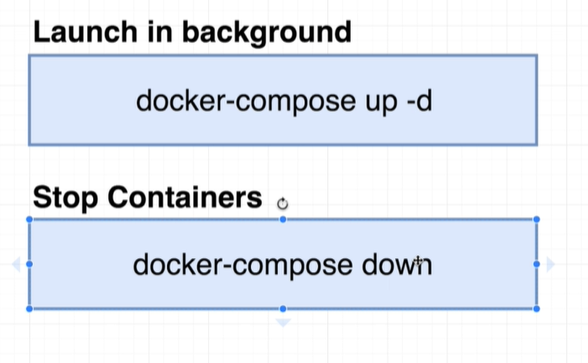 Launch in background
docker-compose up -d
Stop Containers
docker-compose down